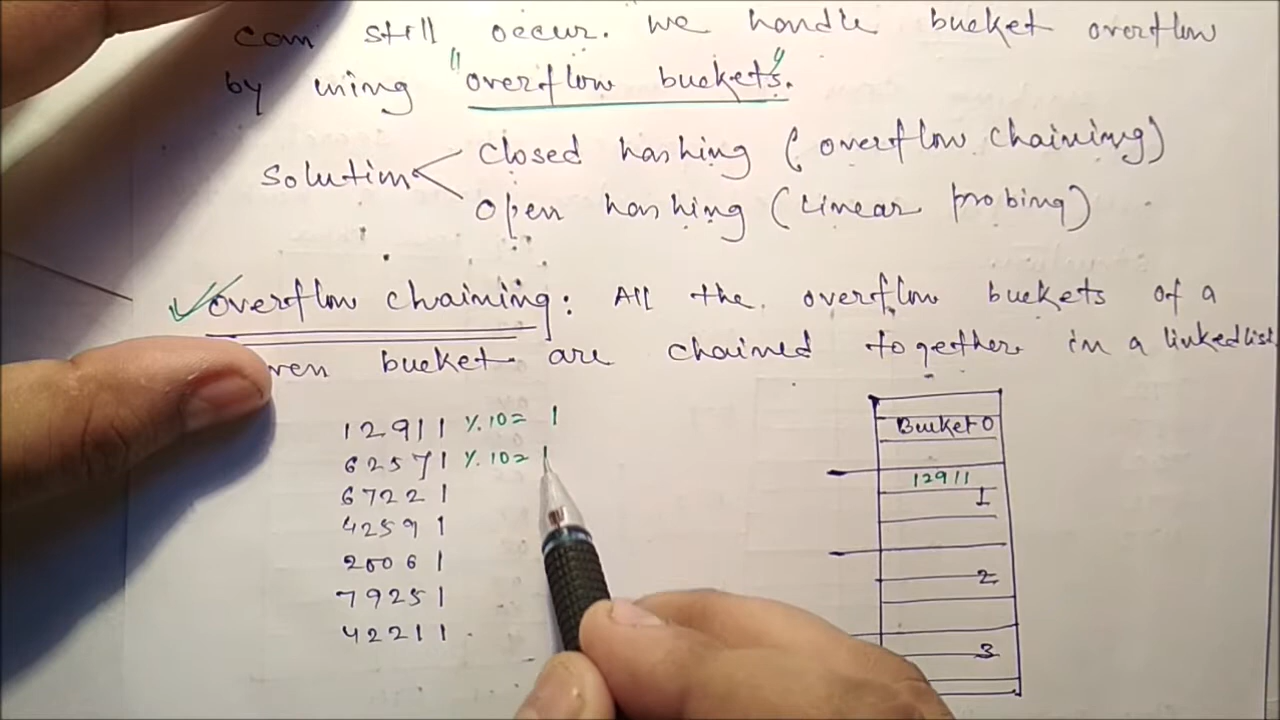 can still occur. we handle bucket overflow
by using "overflow buckets".
solution
closed hashing (overflow chaining)
open hashing (Linear probing)
overflow chaining: All the overflow buckets of a
ven bucket are chained together in a linkedlist
12911 % 10 = 1
62571 % 10 = 1
67221
42591
20061
79251
42211
Bucket 0
12911
1
2
3